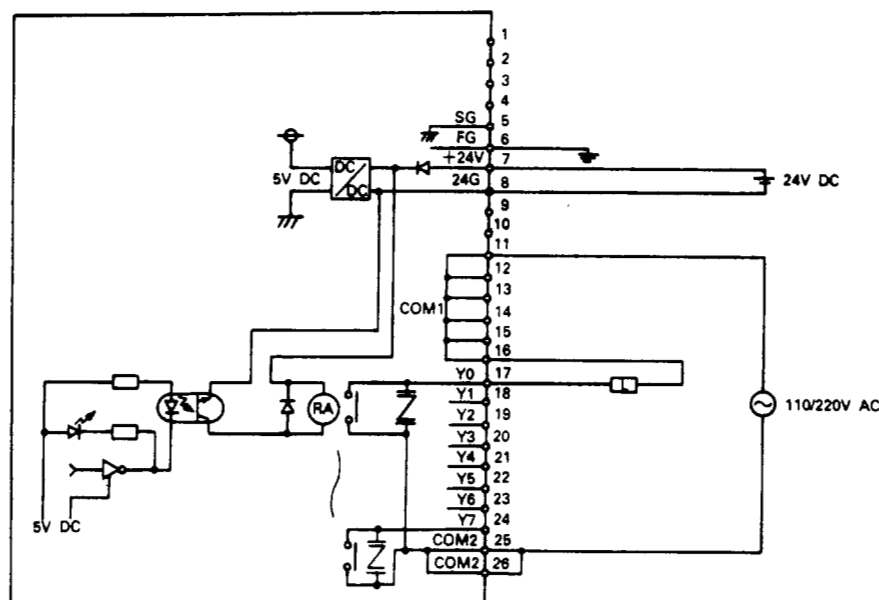 1
2
3
4
SG 5
FG 6
+24V 7
5V DC DC DC 24G 8 24V DC
9
10
11
12
13
COM1 14
15
16
Y0 17
Y1 18
RA Y2 19 110/220V AC
Y3 20
Y4 21
Y5 22
Y6 23
5V DC Y7 24
COM2 25
COM2 26